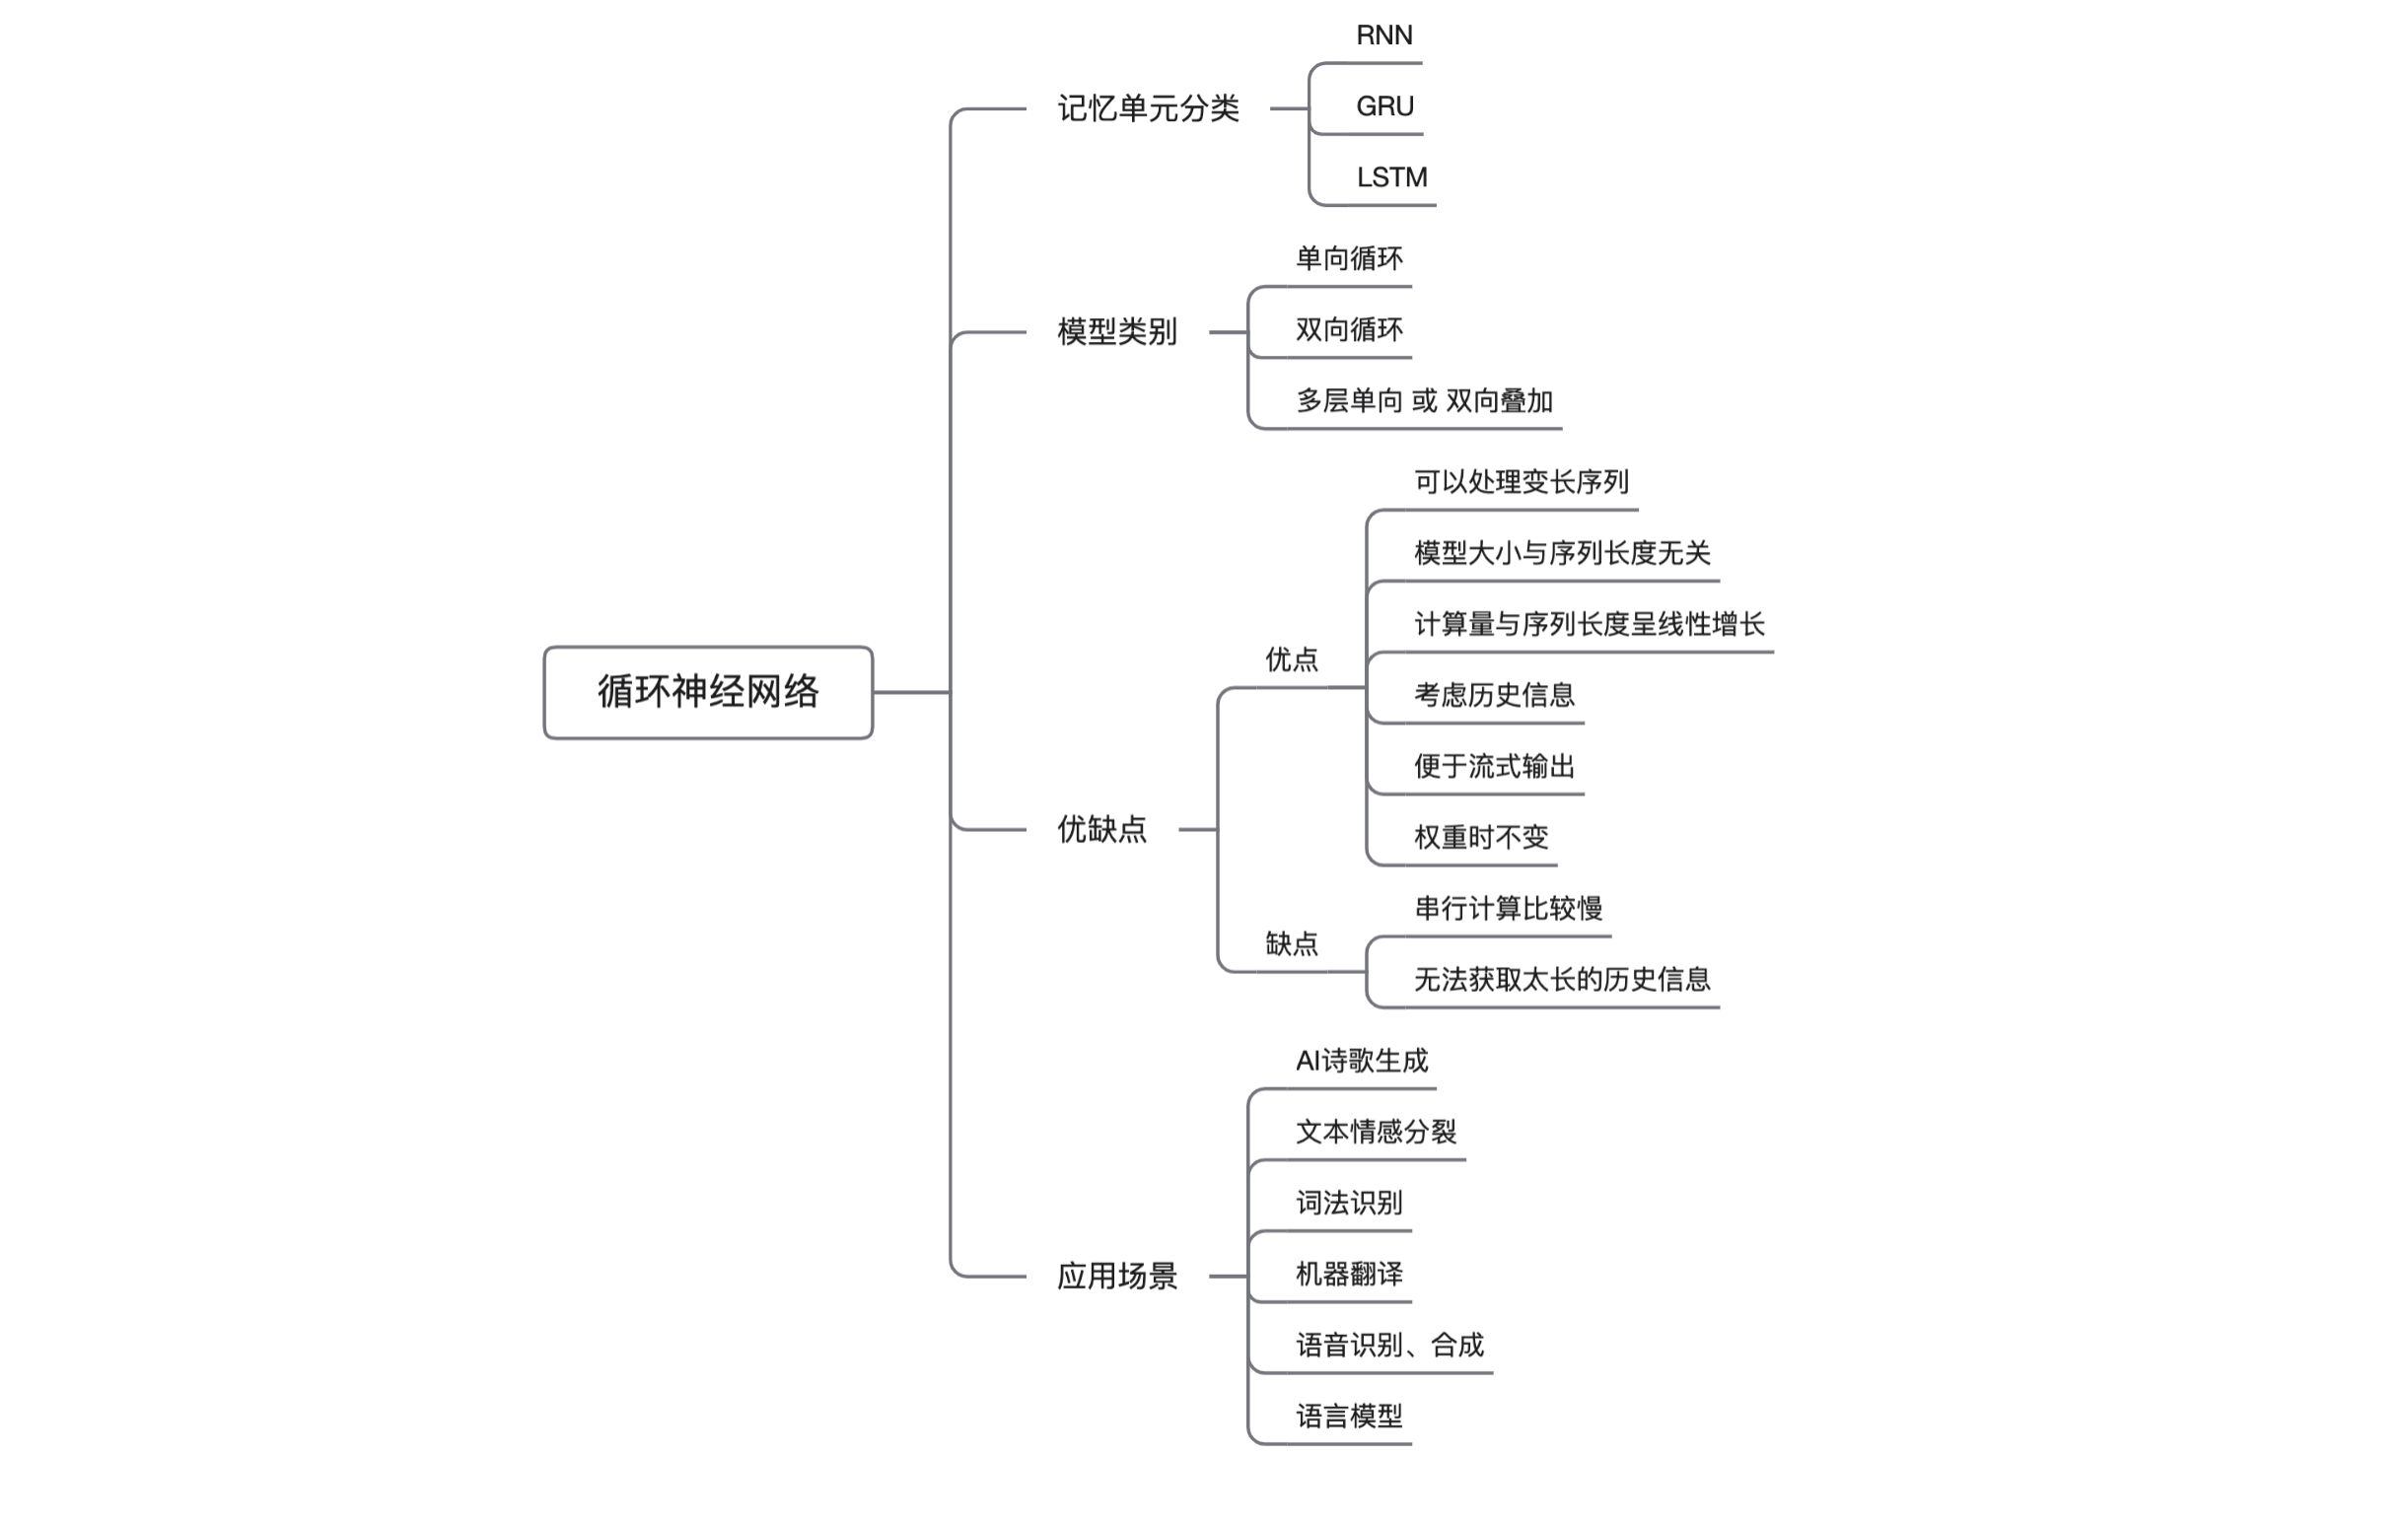 循环神经网络
记忆单元分类
RNN
GRU
LSTM
模型类别
单向循环
双向循环
多层单向 或 双向叠加
优缺点
优点
可以处理变长序列
模型大小与序列长度无关
计算量与序列长度呈线性增长
考虑历史信息
便于流式输出
权重时不变
缺点
串行计算比较慢
无法获取太长的历史信息
应用场景
AI诗歌生成
文本情感分裂
词法识别
机器翻译
语音识别、合成
语言模型